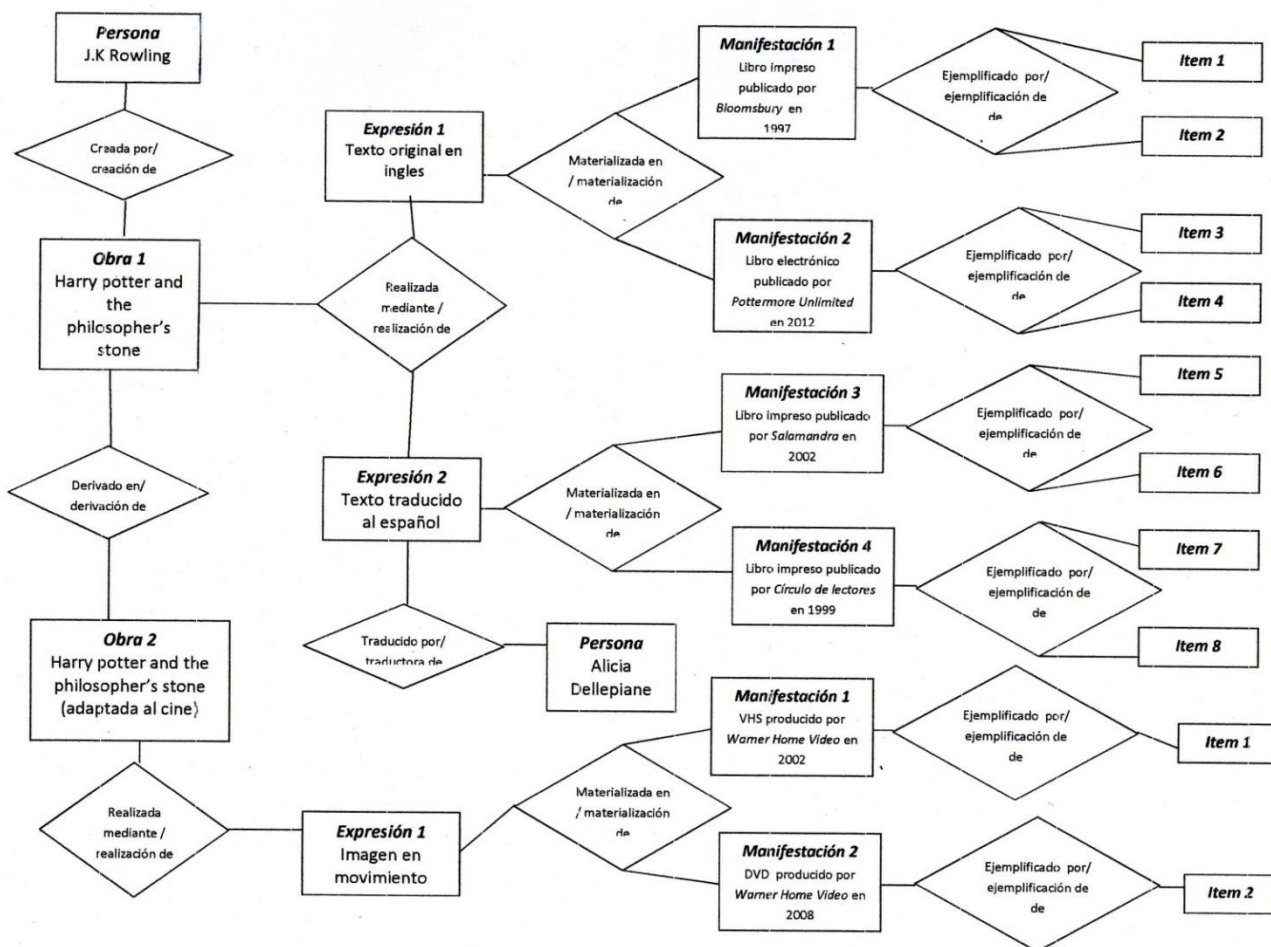 Persona
J.K Rowling
Creada por/
creación de
Obra 1
Harry potter and
the
philosopher's
stone
Derivado en/
derivación de
Obra 2
Harry potter and the
philosopher's stone
(adaptada al cine)
Realizada
mediante /
realización de
Expresión 1
Texto original en
ingles
Realizada
mediante /
realización de
Expresión 2
Texto traducido
al español
Traducido por/
traductora de
Persona
Alicia
Dellepiane
Expresión 1
Imagen en
movimiento
Materializada en
/ materialización
de
Manifestación 1
Libro impreso
publicado por
Bloomsbury en
1997
Ejemplificado por/
ejemplificación de
de
Item 1
Item 2
Manifestación 2
Libro electrónico
publicado por
Pottermore Unlimited
en 2012
Ejemplificado por/
ejemplificación de
de
Item 3
Item 4
Materializada en
/ materialización
de
Manifestación 3
Libro impreso publicado
por Salamandra en
2002
Ejemplificado por/
ejemplificación de
de
Item 5
Item 6
Manifestación 4
Libro impreso publicado
por Círculo de lectores
en 1999
Ejemplificado por/
ejemplificación de
de
Item 7
Item 8
Materializada en
/ materialización
de
Manifestación 1
VHS producido por
Warner Home Video en
2002
Ejemplificado por/
ejemplificación de
de
Item 1
Manifestación 2
DVD producido por
Warner Home Video en
2008
Ejemplificado por/
ejemplificación de
de
Item 2